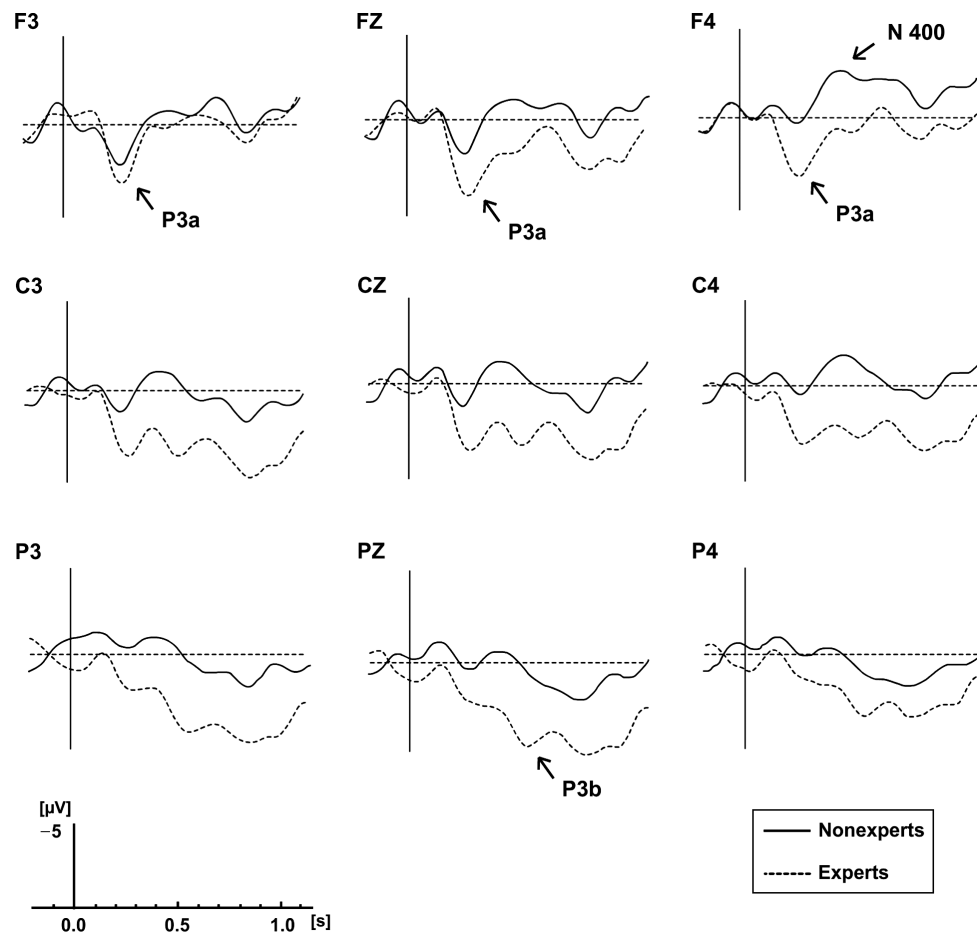 F3
FZ
F4
N 400
P3a
P3a
P3a
C3
CZ
C4
P3
PZ
P4
P3b
[µV]
−5
0.0 0.5 1.0 [s]
Nonexperts
Experts